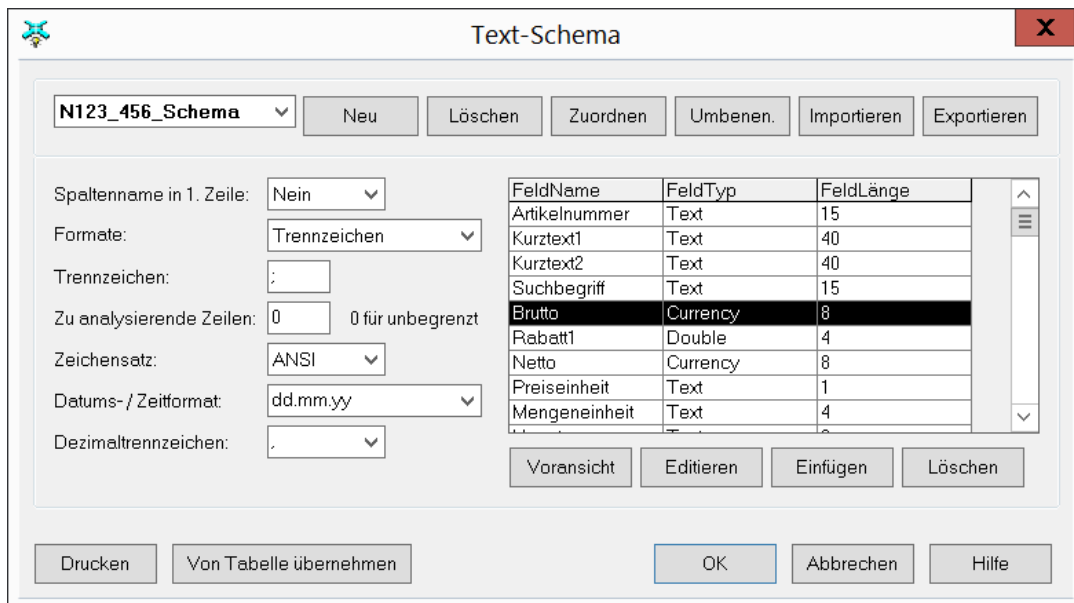 Text-Schema
X
N123_456_Schema Neu Löschen Zuordnen Umbenen. Importieren Exportieren
Spaltenname in 1. Zeile: Nein
Formate: Trennzeichen
Trennzeichen: ;
Zu analysierende Zeilen: 0 0 für unbegrenzt
Zeichensatz: ANSI
Datums- / Zeitformat: dd.mm.yy
Dezimaltrennzeichen: ,
FeldName FeldTyp FeldLänge
Artikelnummer Text 15
Kurztext1 Text 40
Kurztext2 Text 40
Suchbegriff Text 15
Brutto Currency 8
Rabatt1 Double 4
Netto Currency 8
Preiseinheit Text 1
Mengeneinheit Text 4
Voransicht Editieren Einfügen Löschen
Drucken Von Tabelle übernehmen OK Abbrechen Hilfe